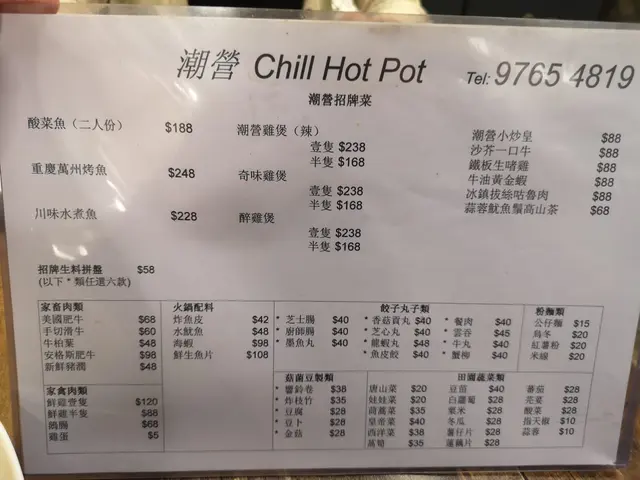 潮營 Chill Hot Pot Tel: 9765 4819
潮營招牌菜
酸菜魚（二人份） $188
重慶萬州烤魚 $248
川味水煮魚 $228
潮營雞煲（辣）
壹隻 $238
半隻 $168
奇味雞煲
壹隻 $238
半隻 $168
醉雞煲
壹隻 $238
半隻 $168
潮營小炒皇 $88
沙芥一口牛 $88
鐵板生啫雞 $88
牛油黃金蝦 $88
冰鎮拔絲咕嚕肉 $88
蒜蓉魷魚鬚高山茶 $68
招牌生料拼盤 $58
(以下 * 類任選六款)
家畜肉類
美國肥牛 $68
手切滑牛 $60
牛柏葉 $48
安格斯肥牛 $98
新鮮豬潤 $48
家禽肉類
鮮雞壹隻 $120
鮮雞半隻 $68
鵝腸 $68
雞蛋 $5
火鍋配料
炸魚皮 $42
水魷魚 $48
海蝦 $98
鮮生魚片 $108
餃子丸子類
* 芝士腸 $40
* 廚師腸 $40
* 墨魚丸 $40
* 香菇貢丸 $40
* 芝心丸 $40
* 龍蝦丸 $48
* 魚皮餃 $40
* 餐肉 $40
* 雲吞 $45
* 牛丸 $40
* 蟹柳 $40
粉麵類
公仔麵 $15
烏冬 $20
紅薯粉 $20
米線 $20
菇菌豆製類
* 響鈴卷 $38
* 炸枝竹 $35
* 豆腐 $28
* 豆卜 $28
* 金菇 $28
田園蔬菜類
唐山菜 $20
娃娃菜 $20
茼蒿菜 $35
皇帝菜 $40
西洋菜 $38
萵筍 $35
豆苗 $40
白蘿蔔 $28
粟米 $28
冬瓜 $28
薯仔片 $28
蓮藕片 $28
蕃茄 $28
芫荽 $28
酸菜 $28
指天椒 $10
蒜蓉 $10